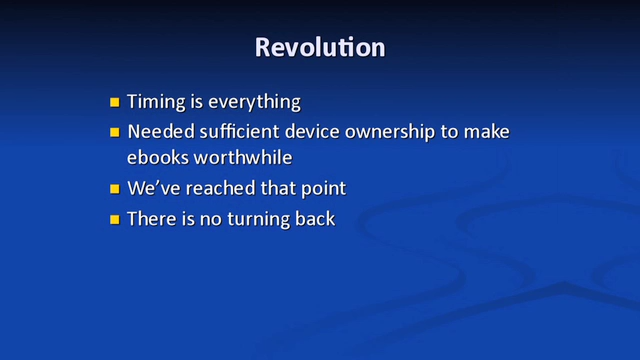 Revolution
Timing is everything
Needed sufficient device ownership to make
ebooks worthwhile
We've reached that point
There is no turning back